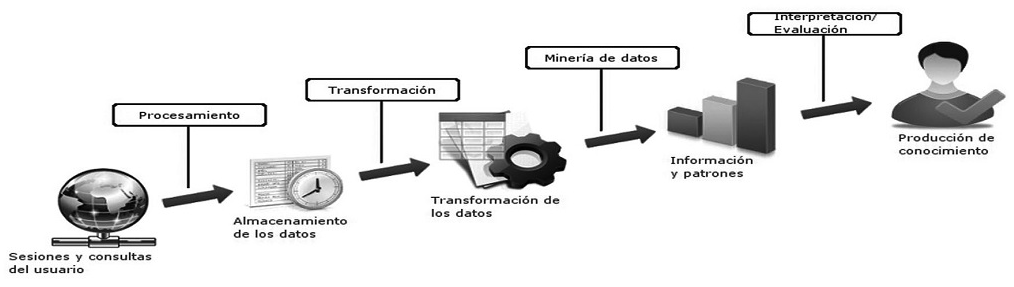 Interpretación/
Evaluación
Minería de datos
Transformación
Procesamiento
Sesiones y consultas
del usuario
Almacenamiento
de los datos
Transformación de
los datos
Información
y patrones
Producción de
conocimiento